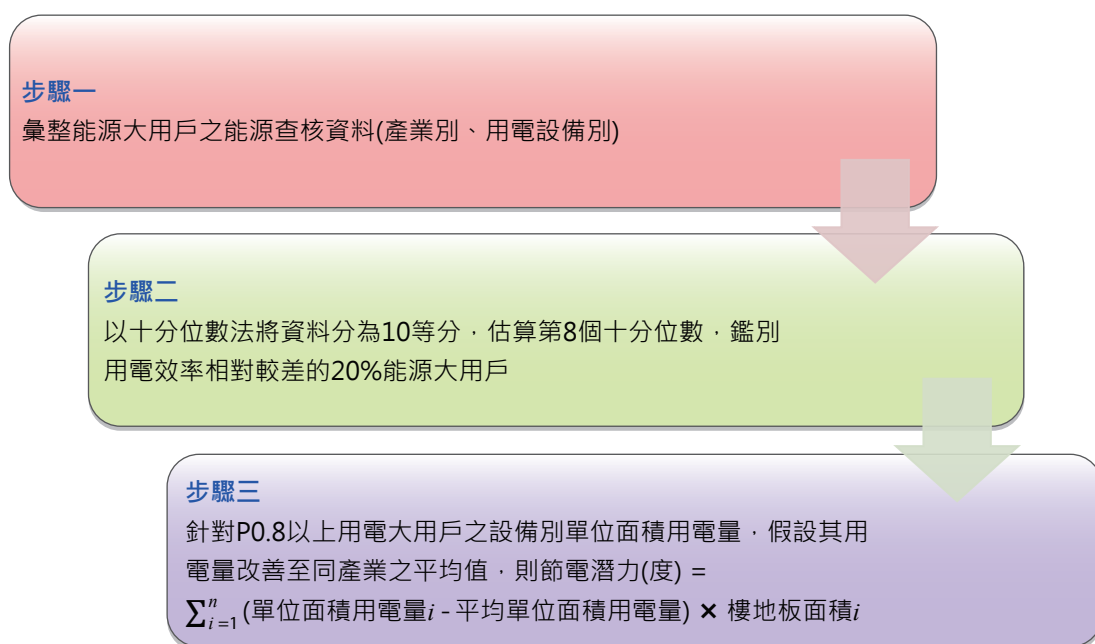 步驟一
彙整能源大用戶之能源查核資料(產業別、用電設備別)
步驟二
以十分位數法將資料分為10等分，估算第8個十分位數，鑑別
用電效率相對較差的20%能源大用戶
步驟三
針對P0.8以上用電大用戶之設備別單位面積用電量，假設其用
電量改善至同產業之平均值，則節電潛力(度) =
∑ⁿᵢ₌₁(單位面積用電量i - 平均單位面積用電量) × 樓地板面積i